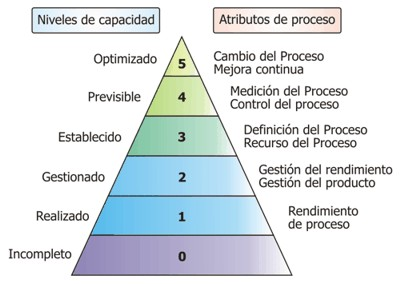 Niveles de capacidad
Atributos de proceso
Optimizado
5
Cambio del Proceso
Mejora continua
Previsible
4
Medición del Proceso
Control del proceso
Establecido
3
Definición del Proceso
Recurso del Proceso
Gestionado
2
Gestión del rendimiento
Gestión del producto
Realizado
1
Rendimiento
de proceso
Incompleto
0